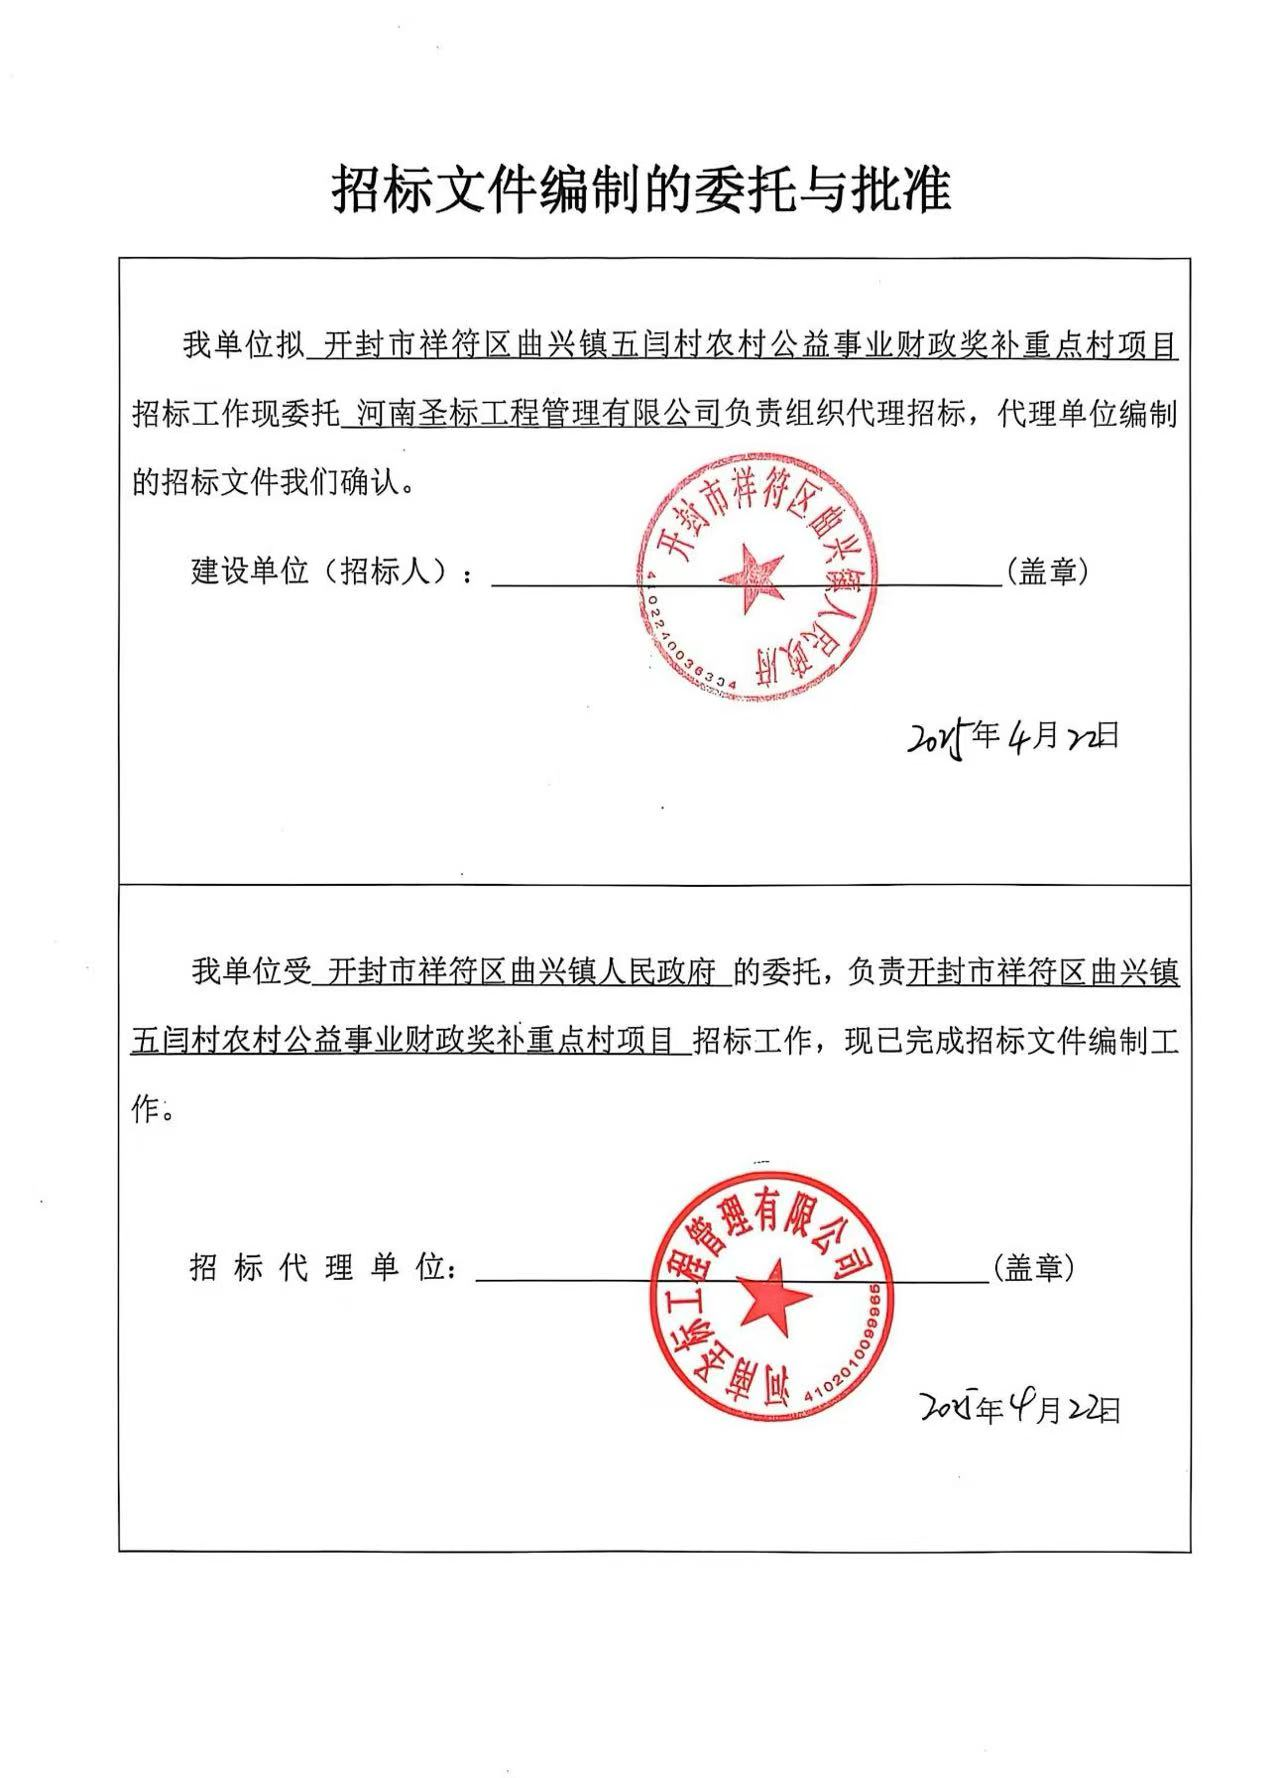 招标文件编制的委托与批准
我单位拟 开封市祥符区曲兴镇五闫村农村公益事业财政奖补重点村项目
招标工作现委托 河南圣标工程管理有限公司负责组织代理招标，代理单位编制
的招标文件我们确认。
开封市祥符区曲兴镇人民政府
建设单位（招标人）：(盖章)
4102240036334
2025年4月22日
我单位受 开封市祥符区曲兴镇人民政府 的委托，负责开封市祥符区曲兴镇
五闫村农村公益事业财政奖补重点村项目 招标工作，现已完成招标文件编制工
作。
河南圣标工程管理有限公司
招标代理单位：(盖章)
4102010099966
2025年4月22日